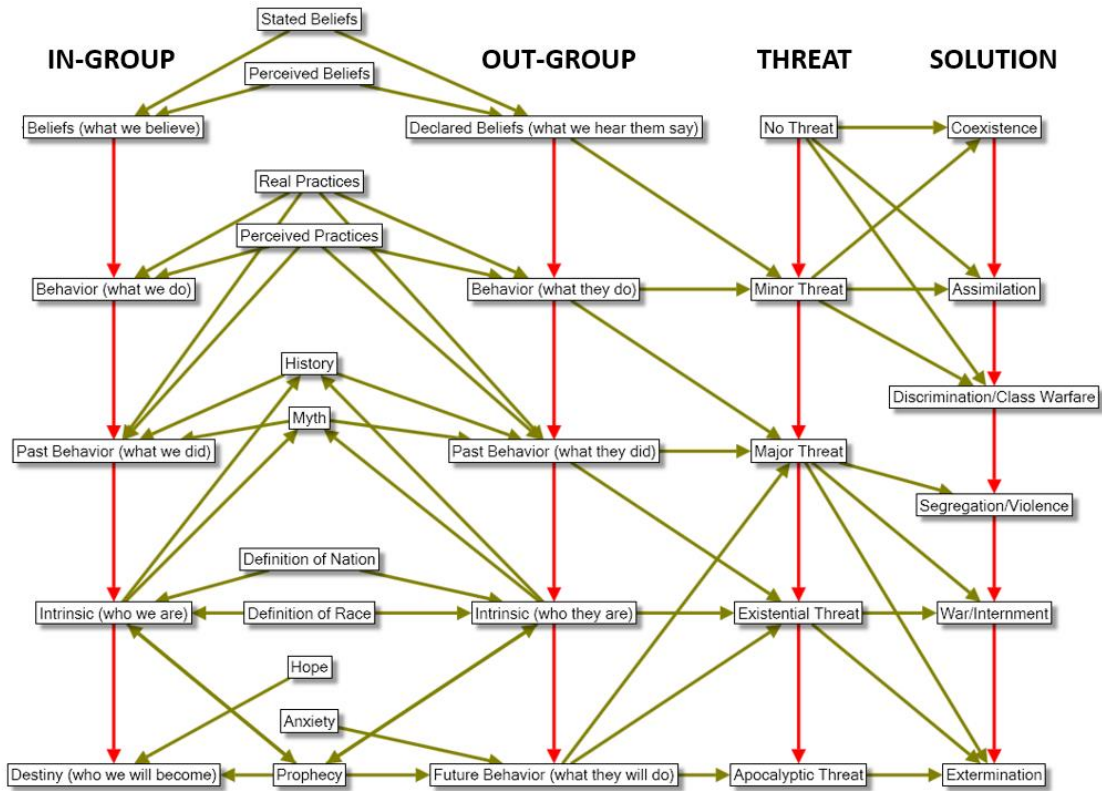 Stated Beliefs
IN-GROUP
OUT-GROUP
THREAT
SOLUTION
Perceived Beliefs
Beliefs (what we believe)
Declared Beliefs (what we hear them say)
No Threat
Coexistence
Real Practices
Perceived Practices
Behavior (what we do)
Behavior (what they do)
Minor Threat
Assimilation
History
Discrimination/Class Warfare
Myth
Past Behavior (what we did)
Past Behavior (what they did)
Major Threat
Segregation/Violence
Definition of Nation
Intrinsic (who we are)
Definition of Race
Intrinsic (who they are)
Existential Threat
War/Internment
Hope
Anxiety
Destiny (who we will become)
Prophecy
Future Behavior (what they will do)
Apocalyptic Threat
Extermination